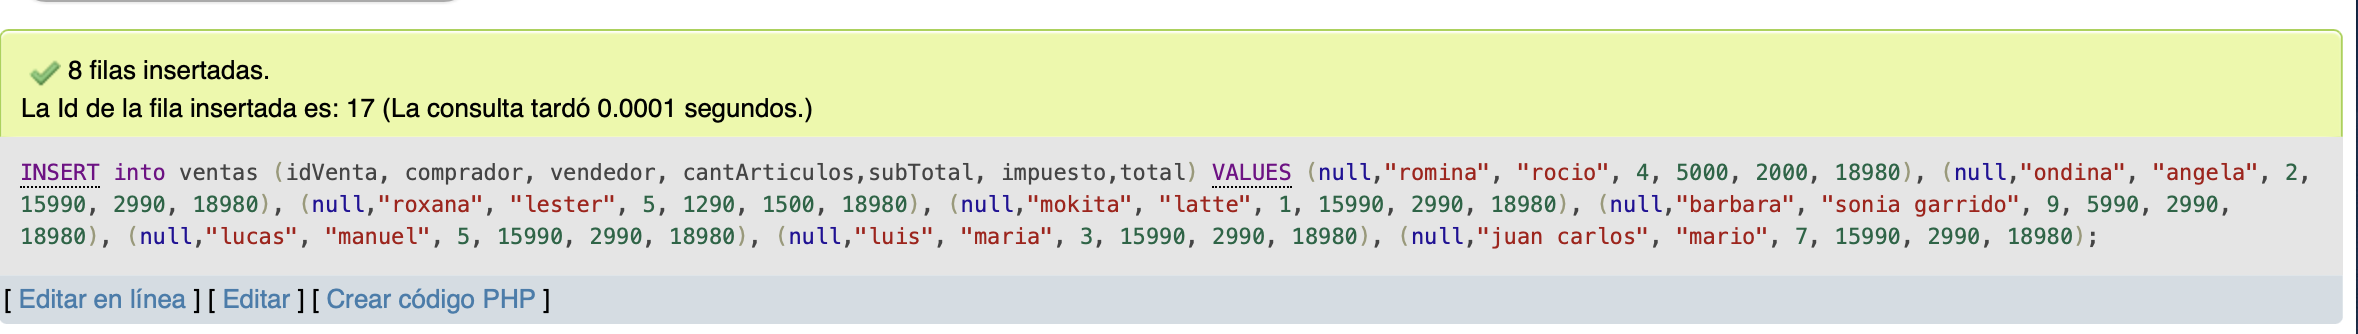 8 filas insertadas.
La Id de la fila insertada es: 17 (La consulta tardó 0.0001 segundos.)
INSERT into ventas (idVenta, comprador, vendedor, cantArticulos,subTotal, impuesto,total) VALUES (null,"romina", "rocio", 4, 5000, 2000, 18980), (null,"ondina", "angela", 2,
15990, 2990, 18980), (null,"roxana", "lester", 5, 1290, 1500, 18980), (null,"mokita", "latte", 1, 15990, 2990, 18980), (null,"barbara", "sonia garrido", 9, 5990, 2990,
18980), (null,"lucas", "manuel", 5, 15990, 2990, 18980), (null,"luis", "maria", 3, 15990, 2990, 18980), (null,"juan carlos", "mario", 7, 15990, 2990, 18980);
[ Editar en línea ] [ Editar ] [ Crear código PHP ]